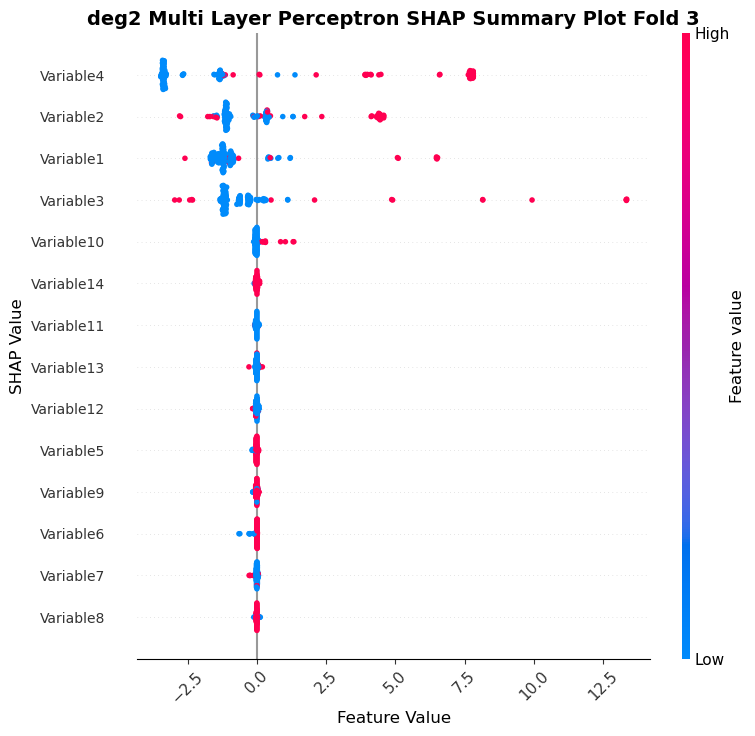 deg2 Multi Layer Perceptron SHAP Summary Plot Fold 3
High
Variable4
Variable2
Variable1
Variable3
Variable10
Variable14
Variable11
Variable13
Variable12
Variable5
Variable9
Variable6
Variable7
Variable8
SHAP Value
Feature value
Low
−2.5 0.0 2.5 5.0 7.5 10.0 12.5
Feature Value